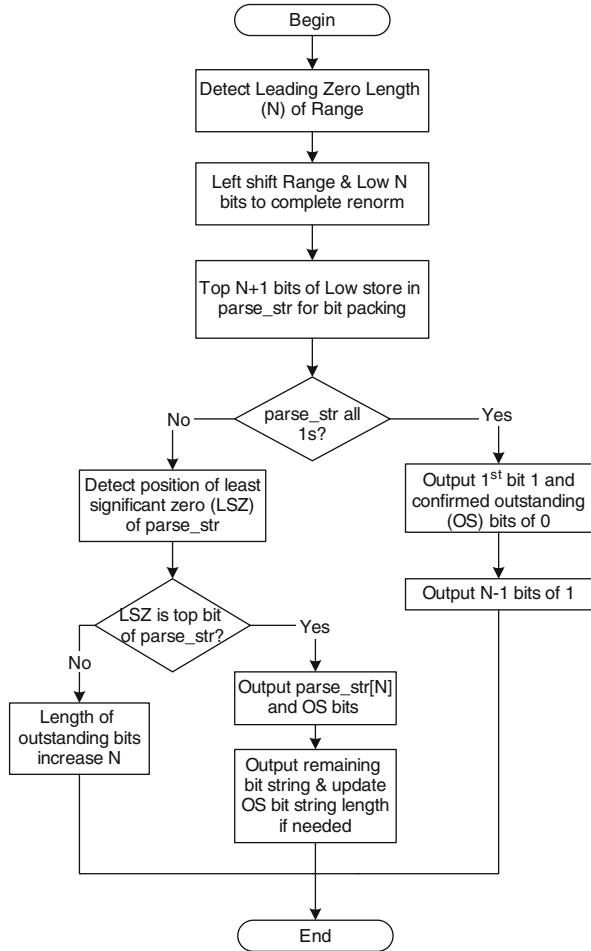 Begin
Detect Leading Zero Length
(N) of Range
Left shift Range & Low N
bits to complete renorm
Top N+1 bits of Low store in
parse_str for bit packing
parse_str all
1s?
No
Yes
Detect position of least
significant zero (LSZ)
of parse_str
Output 1st bit 1 and
confirmed outstanding
(OS) bits of 0
Output N-1 bits of 1
LSZ is top bit
of parse_str?
No
Yes
Length of
outstanding bits
increase N
Output parse_str[N]
and OS bits
Output remaining
bit string & update
OS bit string length
if needed
End